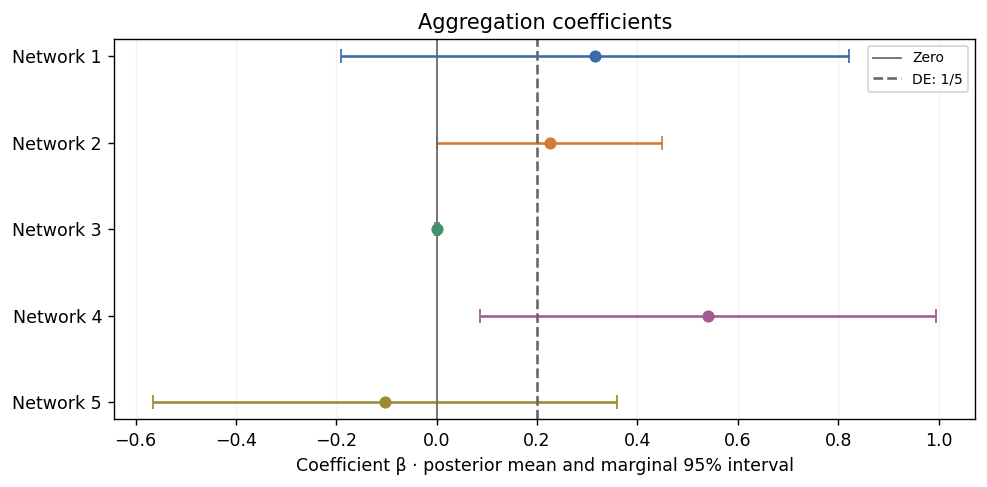 Aggregation coefficients
Network 1
Network 2
Network 3
Network 4
Network 5
Zero
DE: 1/5
−0.6 −0.4 −0.2 0.0 0.2 0.4 0.6 0.8 1.0
Coefficient β · posterior mean and marginal 95% interval